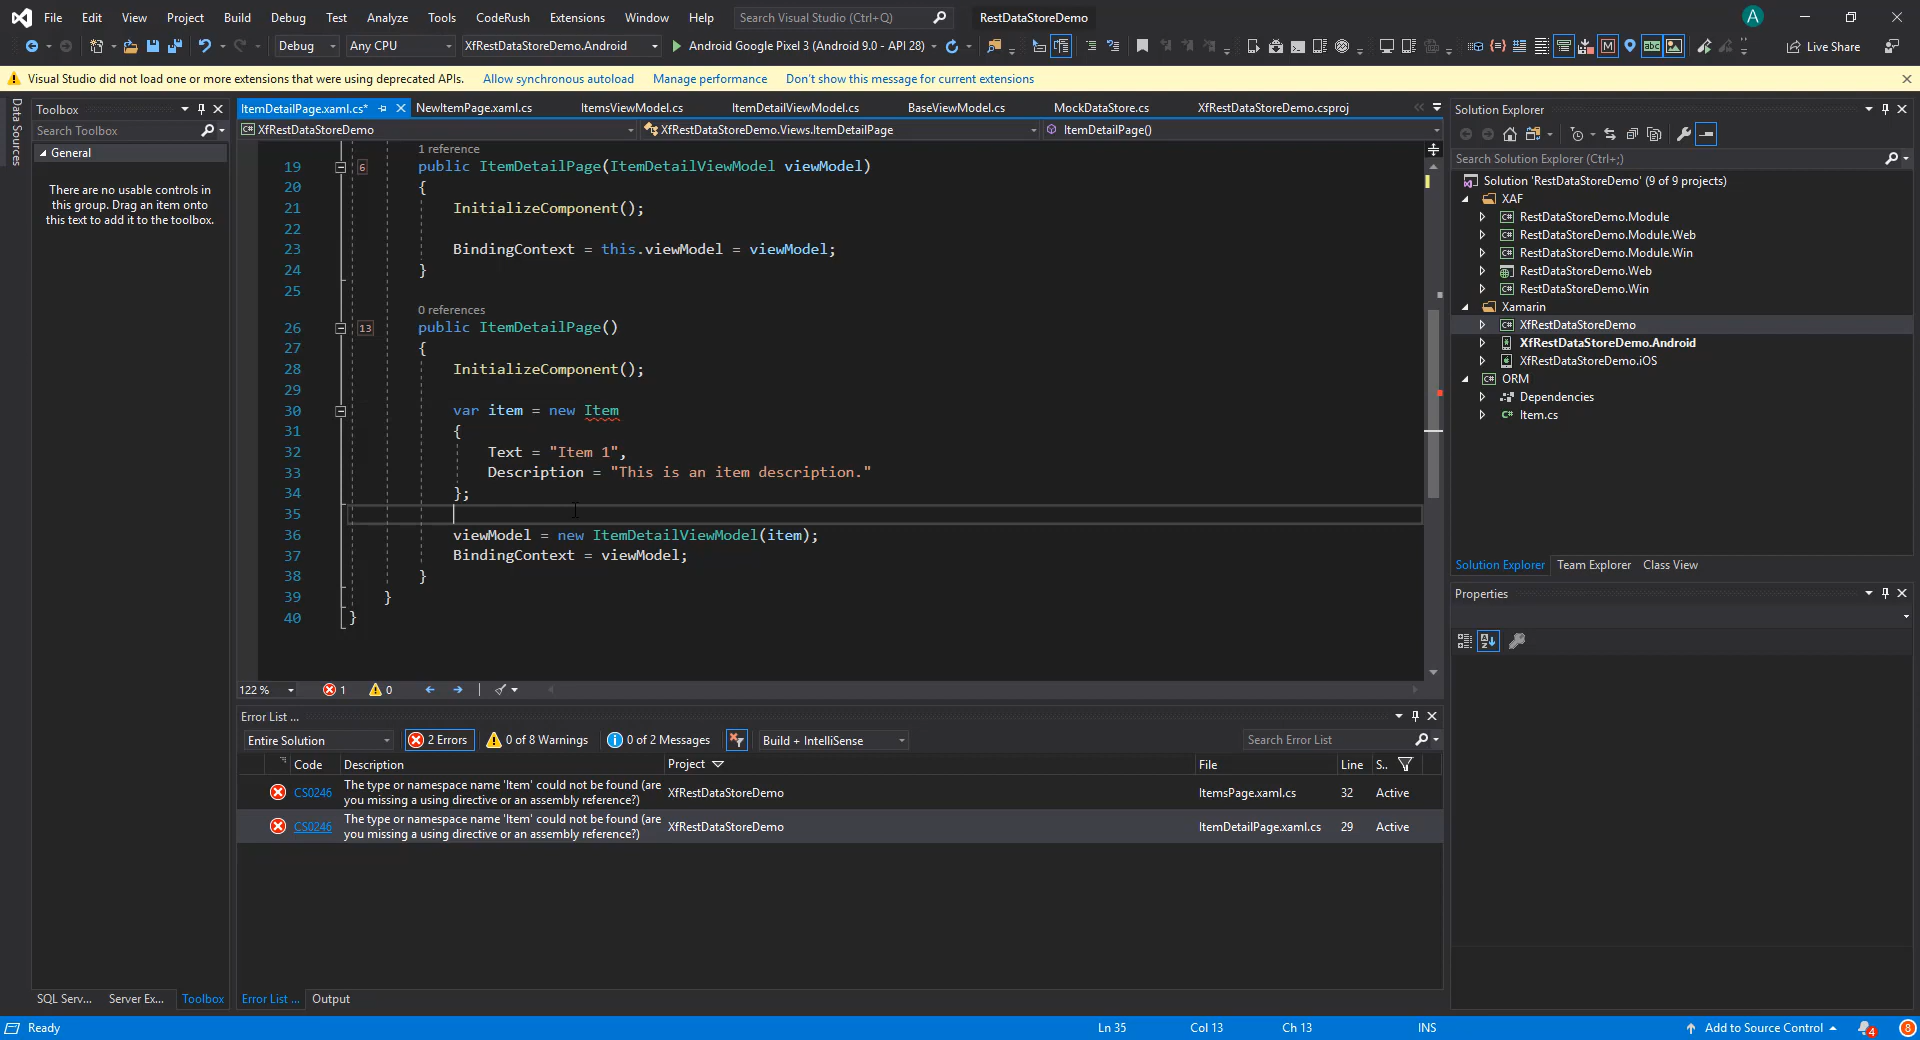 File Edit View Project Build Debug Test Analyze Tools CodeRush Extensions Window Help Search Visual Studio (Ctrl+Q) RestDataStoreDemo A
Debug Any CPU XfRestDataStoreDemo.Android Android Google Pixel 3 (Android 9.0 - API 28) Live Share
Visual Studio did not load one or more extensions that were using deprecated APIs. Allow synchronous autoload Manage performance Don't show this message for current extensions
Data Sources
Toolbox
Search Toolbox
General
There are no usable controls in
this group. Drag an item onto
this text to add it to the toolbox.
SQL Serv... Server Ex... Toolbox
ItemDetailPage.xaml.cs* NewItemPage.xaml.cs ItemsViewModel.cs ItemDetailViewModel.cs BaseViewModel.cs MockDataStore.cs XfRestDataStoreDemo.csproj
XfRestDataStoreDemo XfRestDataStoreDemo.Views.ItemDetailPage ItemDetailPage()
1 reference
19 6 public ItemDetailPage(ItemDetailViewModel viewModel)
20 {
21 InitializeComponent();
22
23 BindingContext = this.viewModel = viewModel;
24 }
25
0 references
26 13 public ItemDetailPage()
27 {
28 InitializeComponent();
29
30 var item = new Item
31 {
32 Text = "Item 1",
33 Description = "This is an item description."
34 };
35
36 viewModel = new ItemDetailViewModel(item);
37 BindingContext = viewModel;
38 }
39 }
40 }
122 % 1 0
Error List ...
Entire Solution 2 Errors 0 of 8 Warnings 0 of 2 Messages Build + IntelliSense Search Error List
Code Description Project File Line S..
CS0246 The type or namespace name 'Item' could not be found (are
you missing a using directive or an assembly reference?) XfRestDataStoreDemo ItemsPage.xaml.cs 32 Active
CS0246 The type or namespace name 'Item' could not be found (are
you missing a using directive or an assembly reference?) XfRestDataStoreDemo ItemDetailPage.xaml.cs 29 Active
Error List ... Output
Solution Explorer
Search Solution Explorer (Ctrl+;)
Solution 'RestDataStoreDemo' (9 of 9 projects)
XAF
RestDataStoreDemo.Module
RestDataStoreDemo.Module.Web
RestDataStoreDemo.Module.Win
RestDataStoreDemo.Web
RestDataStoreDemo.Win
Xamarin
XfRestDataStoreDemo
XfRestDataStoreDemo.Android
XfRestDataStoreDemo.iOS
ORM
Dependencies
Item.cs
Solution Explorer Team Explorer Class View
Properties
Ready Ln 35 Col 13 Ch 13 INS Add to Source Control 4 8